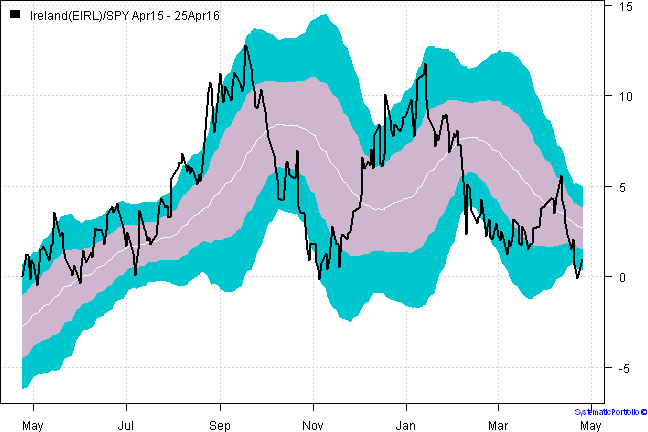 Ireland(EIRL)/SPY Apr15 - 25Apr16
15
10
5
0
-5
SystematicPortfolio ©
May Jul Sep Nov Jan Mar May